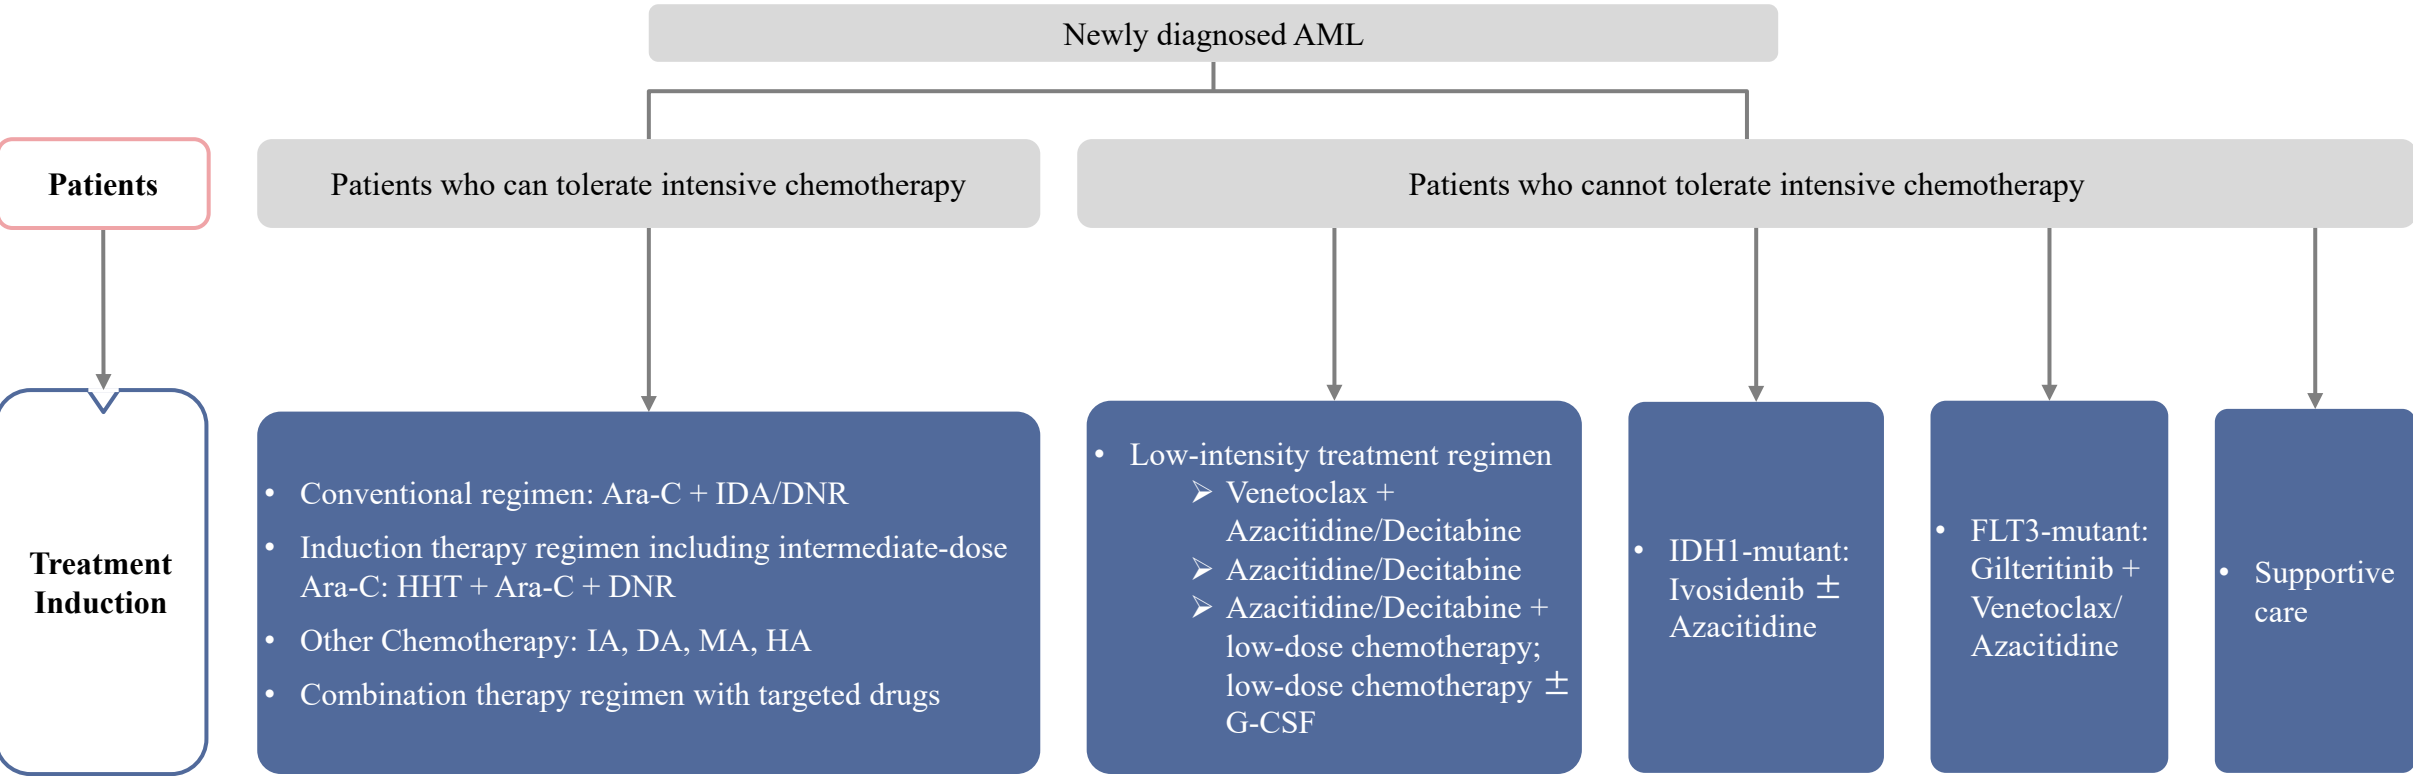 Newly diagnosed AML
Patients
Patients who can tolerate intensive chemotherapy
Patients who cannot tolerate intensive chemotherapy
Treatment
Induction
• Conventional regimen: Ara-C + IDA/DNR
• Induction therapy regimen including intermediate-dose
Ara-C: HHT + Ara-C + DNR
• Other Chemotherapy: IA, DA, MA, HA
• Combination therapy regimen with targeted drugs
• Low-intensity treatment regimen
➢ Venetoclax +
Azacitidine/Decitabine
➢ Azacitidine/Decitabine
➢ Azacitidine/Decitabine +
low-dose chemotherapy;
low-dose chemotherapy ±
G-CSF
• IDH1-mutant:
Ivosidenib ±
Azacitidine
• FLT3-mutant:
Gilteritinib +
Venetoclax/
Azacitidine
• Supportive
care